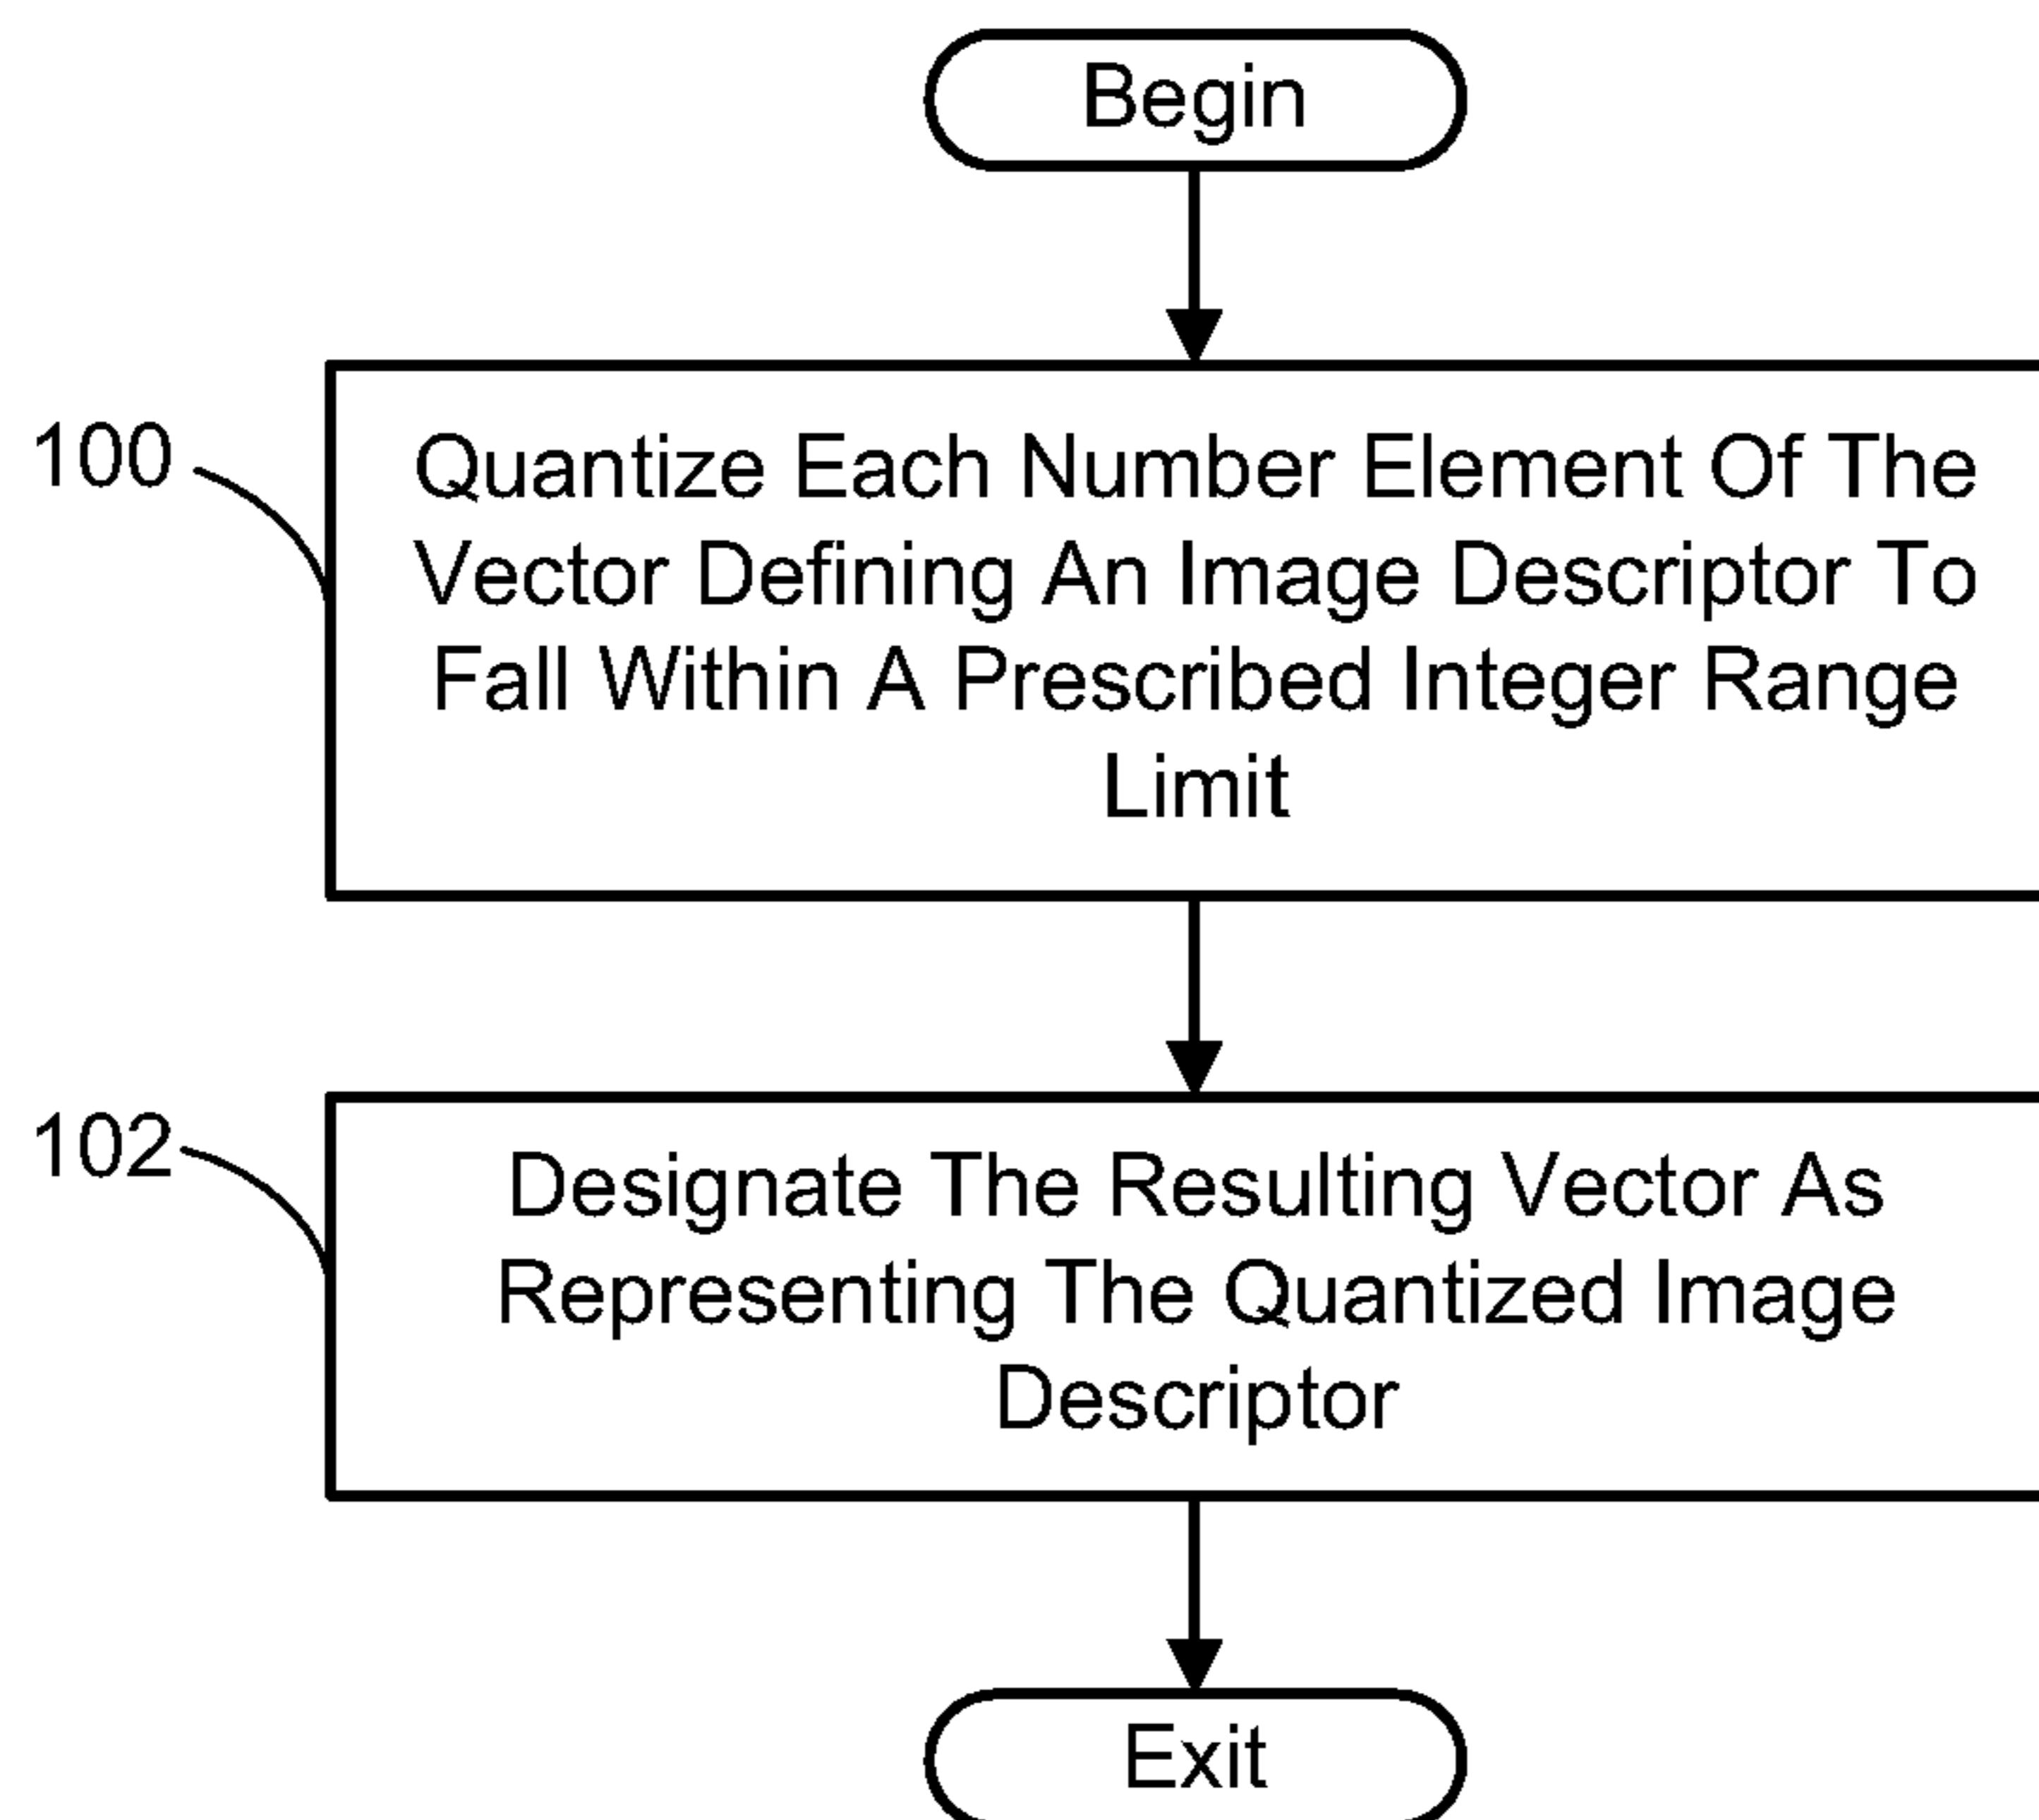 Begin
100
Quantize Each Number Element Of The
Vector Defining An Image Descriptor To
Fall Within A Prescribed Integer Range
Limit
102
Designate The Resulting Vector As
Representing The Quantized Image
Descriptor
Exit